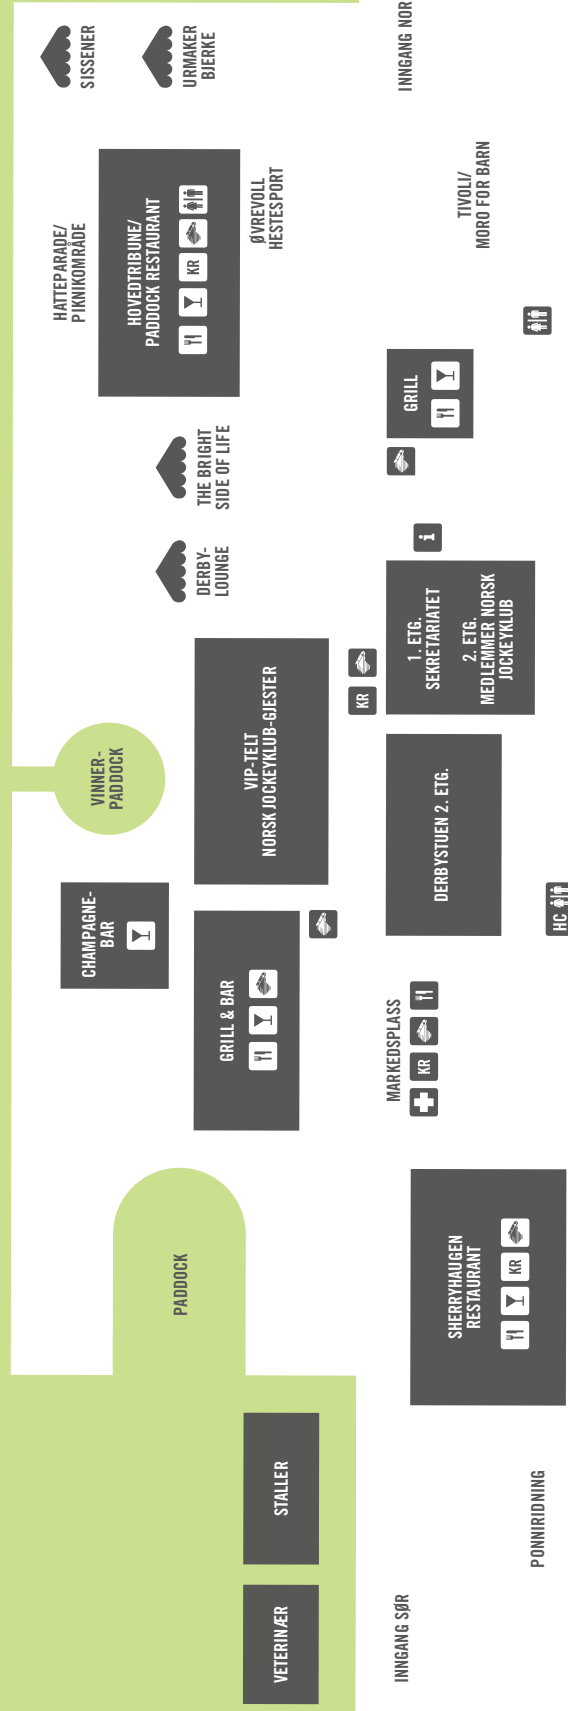 SISSENER
URMAKER
BJERKE
INNGANG NOR
HATTEPARADE/
PIKNIKOMRÅDE
HOVEDTRIBUNE/
PADDOCK RESTAURANT
KR
ØVREVOLL
HESTESPORT
TIVOLI/
MORO FOR BARN
GRILL
THE BRIGHT
SIDE OF LIFE
DERBY-
LOUNGE
i
1. ETG.
SEKRETARIATET
2. ETG.
MEDLEMMER NORSK
JOCKEYKLUB
KR
VIP-TELT
NORSK JOCKEYKLUB-GJESTER
VINNER-
PADDOCK
DERBYSTUEN 2. ETG.
CHAMPAGNE-
BAR
HC
GRILL & BAR
MARKEDSPLASS
KR
PADDOCK
SHERRYHAUGEN
RESTAURANT
KR
STALLER
PONNIRIDNING
VETERINÆR
INNGANG SØR